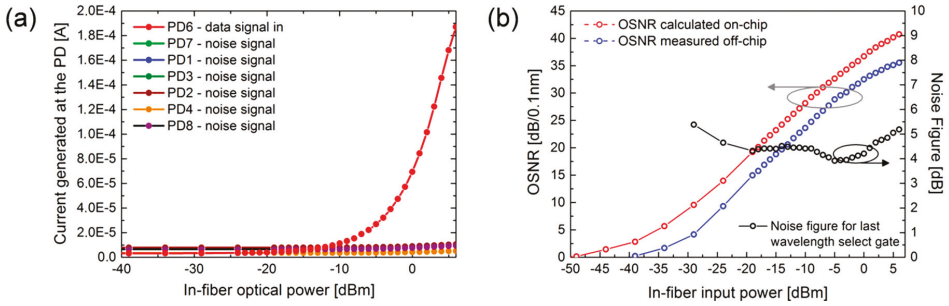 (a)
Current generated at the PD [A]
2.0E-4
1.8E-4
1.6E-4
1.4E-4
1.2E-4
1.0E-4
8.0E-5
6.0E-5
4.0E-5
2.0E-5
0.0
PD6 - data signal in
PD7 - noise signal
PD1 - noise signal
PD3 - noise signal
PD2 - noise signal
PD4 - noise signal
PD8 - noise signal
-40 -30 -20 -10 0
In-fiber optical power [dBm]
(b)
OSNR [dB/0.1nm]
45
40
35
30
25
20
15
10
5
0
OSNR calculated on-chip
OSNR measured off-chip
Noise figure for last
wavelength select gate
10
9
8
7
6
5
4
3
2
1
0
Noise Figure [dB]
-50 -45 -40 -35 -30 -25 -20 -15 -10 -5 0 5
In-fiber input power [dBm]